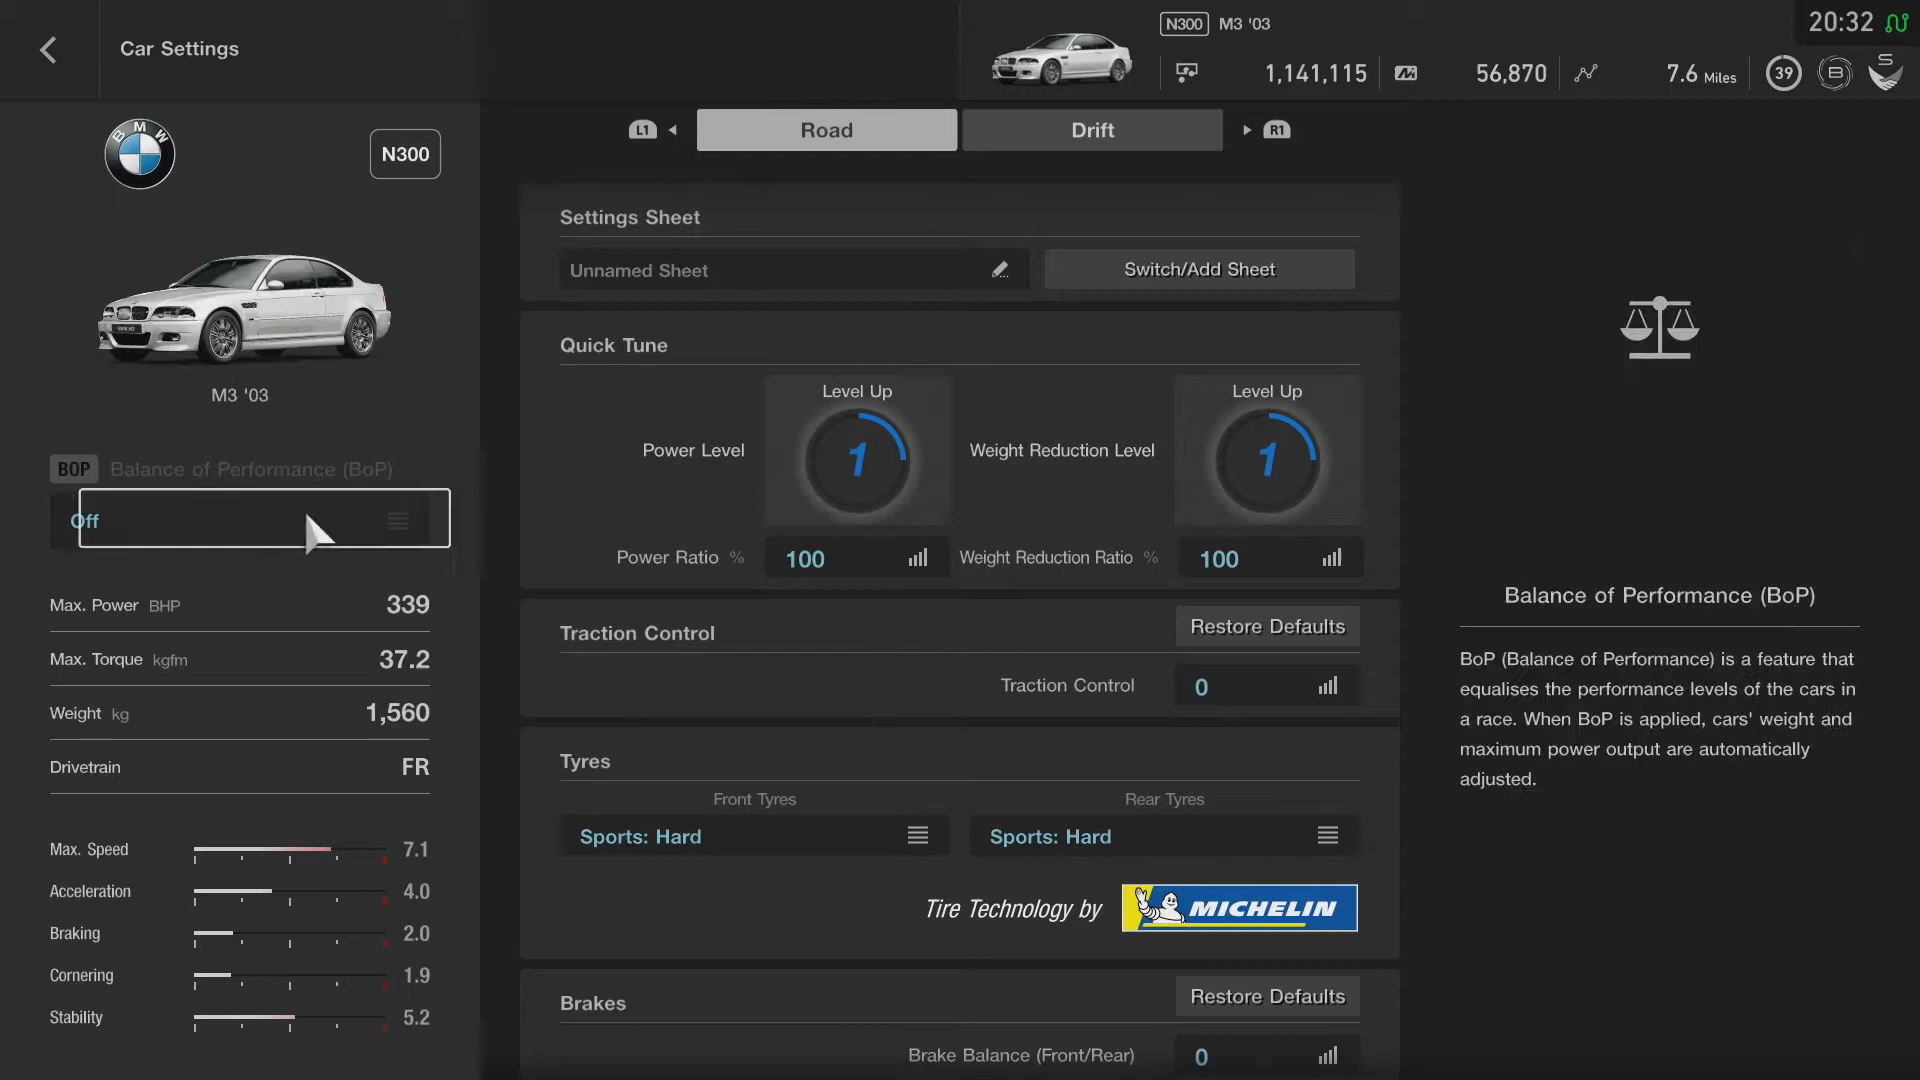 Car Settings
N300 M3 '03
20:32
1,141,115
56,870
7.6 Miles
39
B
S
BMW
N300
M3 '03
BOP Balance of Performance (BoP)
Off
Max. Power BHP 339
Max. Torque kgfm 37.2
Weight kg 1,560
Drivetrain FR
Max. Speed 7.1
Acceleration 4.0
Braking 2.0
Cornering 1.9
Stability 5.2
L1 Road Drift R1
Settings Sheet
Unnamed Sheet
Switch/Add Sheet
Quick Tune
Power Level
Level Up
1
Weight Reduction Level
Level Up
1
Power Ratio % 100
Weight Reduction Ratio % 100
Traction Control
Restore Defaults
Traction Control 0
Tyres
Front Tyres
Sports: Hard
Rear Tyres
Sports: Hard
Tire Technology by MICHELIN
Brakes
Restore Defaults
Brake Balance (Front/Rear) 0
Balance of Performance (BoP)
BoP (Balance of Performance) is a feature that
equalises the performance levels of the cars in
a race. When BoP is applied, cars' weight and
maximum power output are automatically
adjusted.